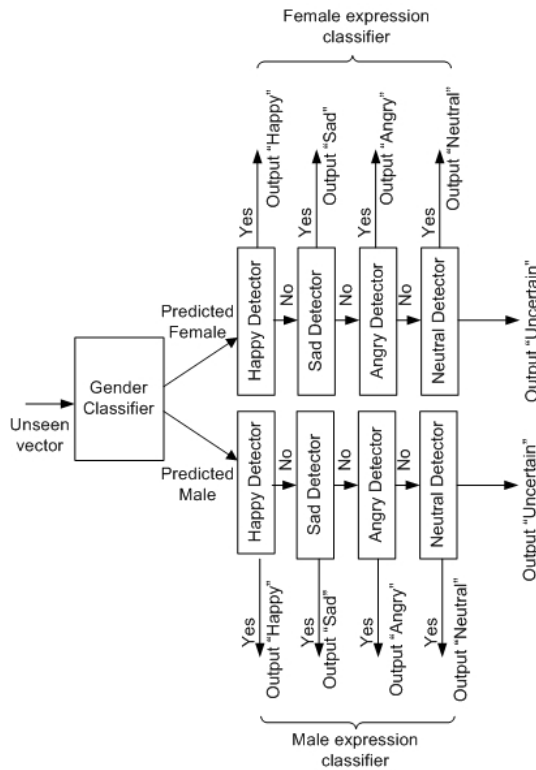 Female expression
classifier
Output "Happy"
Output "Sad"
Output "Angry"
Output "Neutral"
Yes
Yes
Yes
Yes
Predicted
Female
Happy Detector
No
Sad Detector
No
Angry Detector
No
Neutral Detector
Output "Uncertain"
Gender
Classifier
Unseen
vector
Predicted
Male
Happy Detector
No
Sad Detector
No
Angry Detector
No
Neutral Detector
Output "Uncertain"
Yes
Yes
Yes
Yes
Output "Happy"
Output "Sad"
Output "Angry"
Output "Neutral"
Male expression
classifier